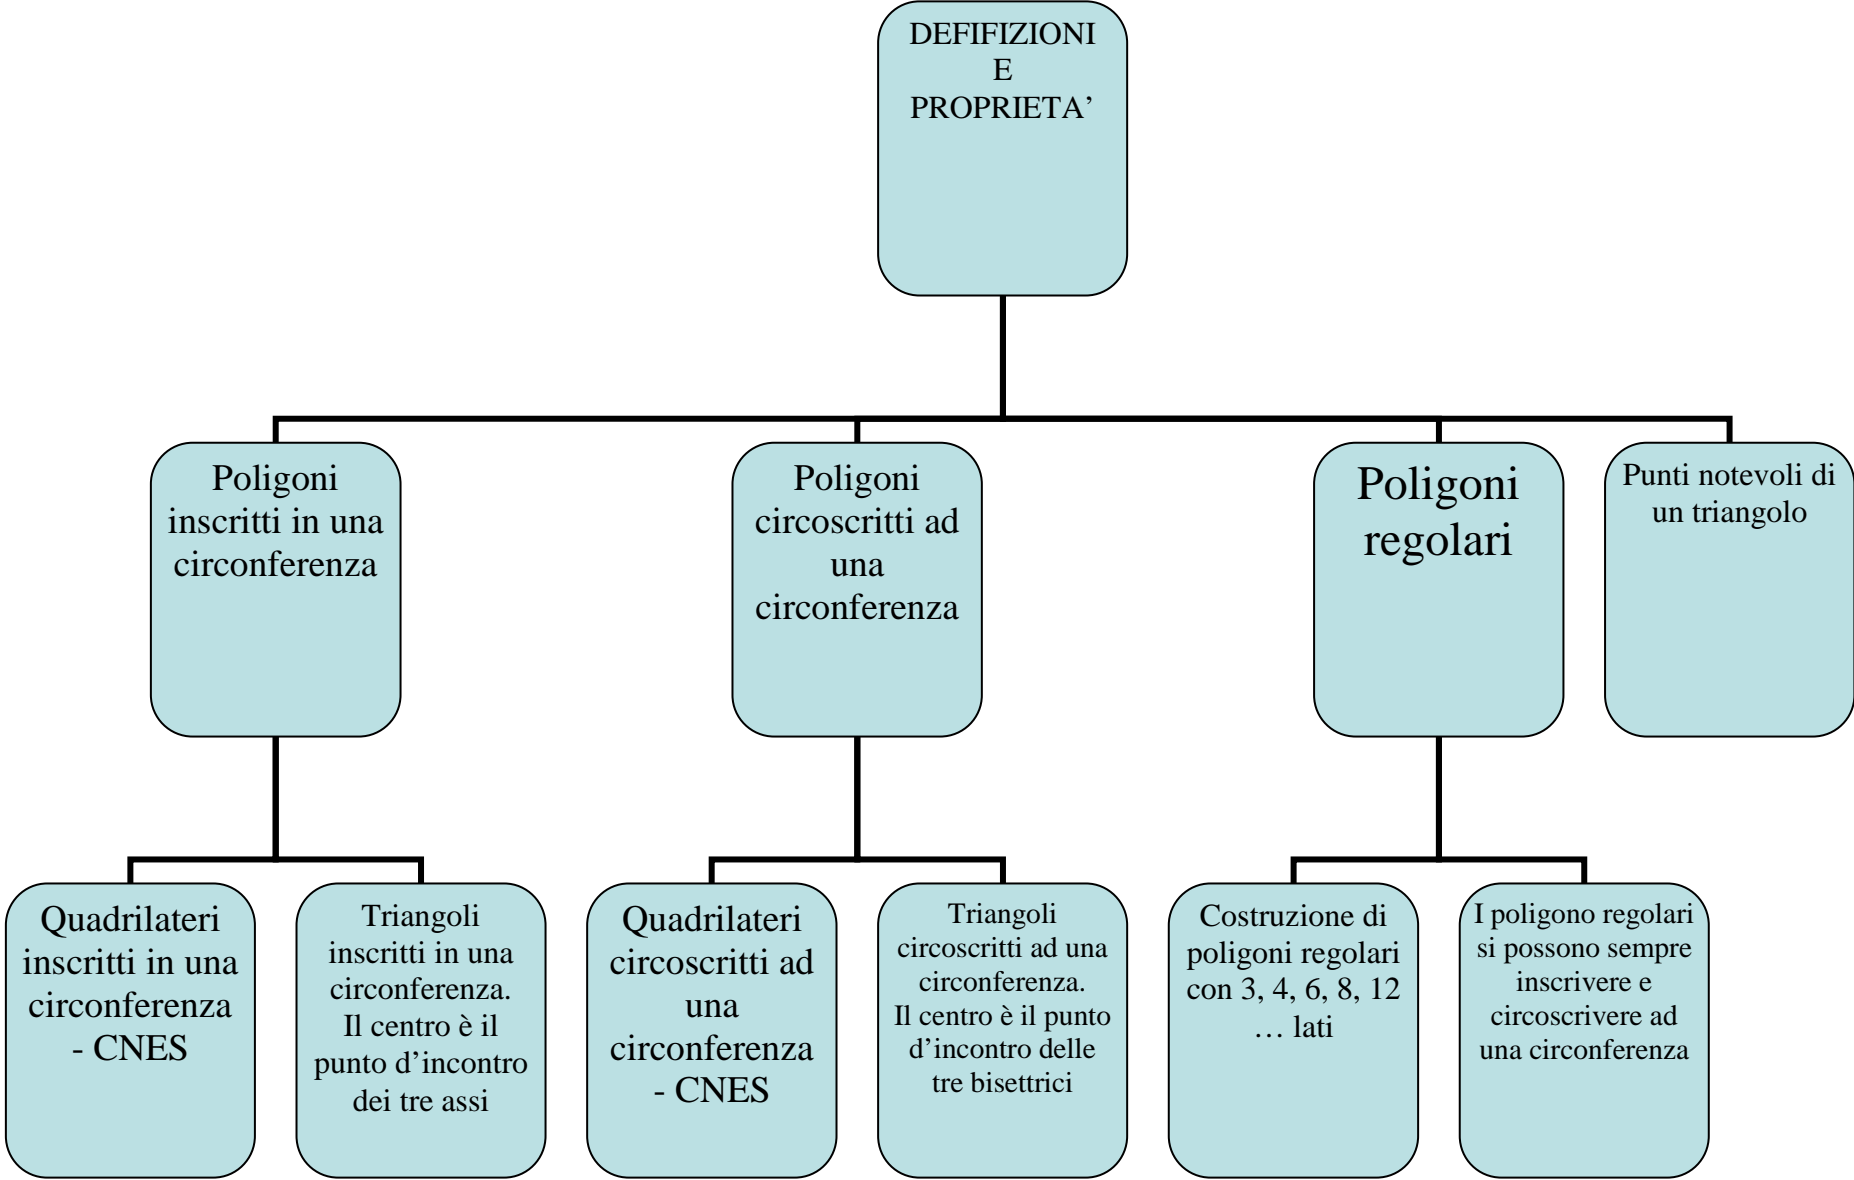 DEFIFIZIONI
E
PROPRIETA’
Poligoni
inscritti in una
circonferenza
Poligoni
circoscritti ad
una
circonferenza
Poligoni
regolari
Punti notevoli di
un triangolo
Quadrilateri
inscritti in una
circonferenza
- CNES
Triangoli
inscritti in una
circonferenza.
Il centro è il
punto d’incontro
dei tre assi
Quadrilateri
circoscritti ad
una
circonferenza
- CNES
Triangoli
circoscritti ad una
circonferenza.
Il centro è il punto
d’incontro delle
tre bisettrici
Costruzione di
poligoni regolari
con 3, 4, 6, 8, 12
… lati
I poligono regolari
si possono sempre
inscrivere e
circoscrivere ad
una circonferenza